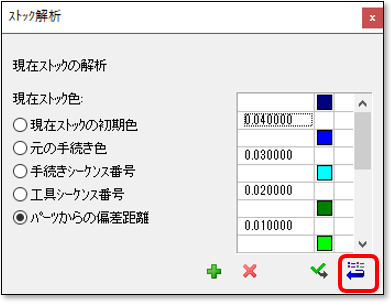 ストック解析
現在ストックの解析
現在ストック色:
現在ストックの初期色
元の手続き色
手続きシーケンス番号
工具シーケンス番号
パーツからの偏差距離
0.040000
0.030000
0.020000
0.010000